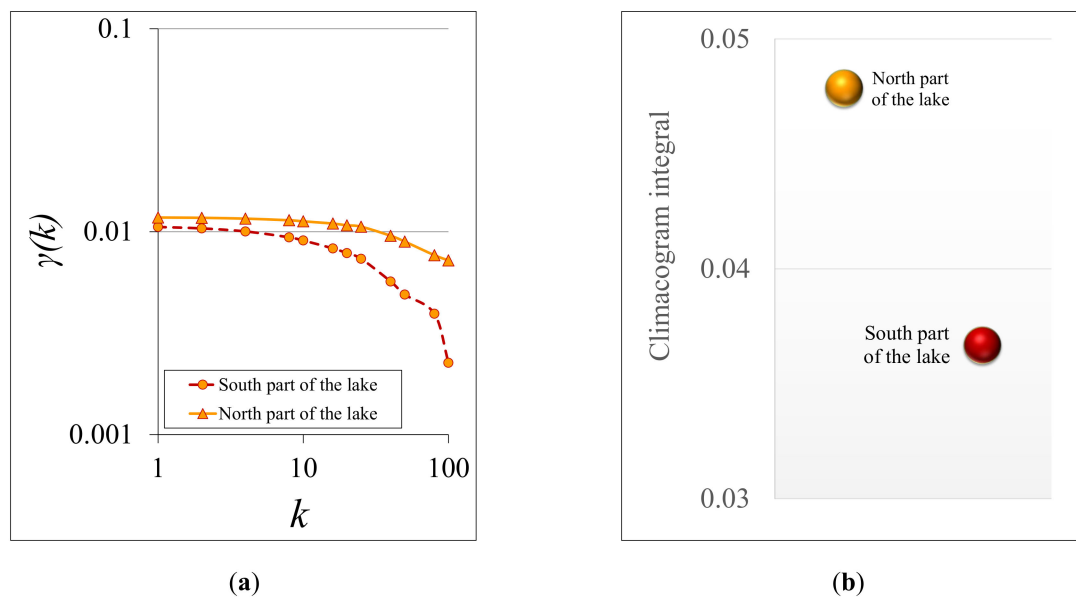 0.1
0.01
0.001
γ(k)
South part of the lake
North part of the lake
1
10
100
k
(a)
0.05
0.04
0.03
Climacogram integral
North part
of the lake
South part
of the lake
(b)